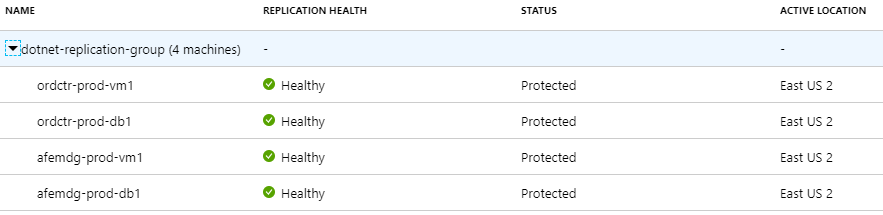 NAME REPLICATION HEALTH STATUS ACTIVE LOCATION
dotnet-replication-group (4 machines) - -
ordctr-prod-vm1 Healthy Protected East US 2
ordctr-prod-db1 Healthy Protected East US 2
afemdg-prod-vm1 Healthy Protected East US 2
afemdg-prod-db1 Healthy Protected East US 2